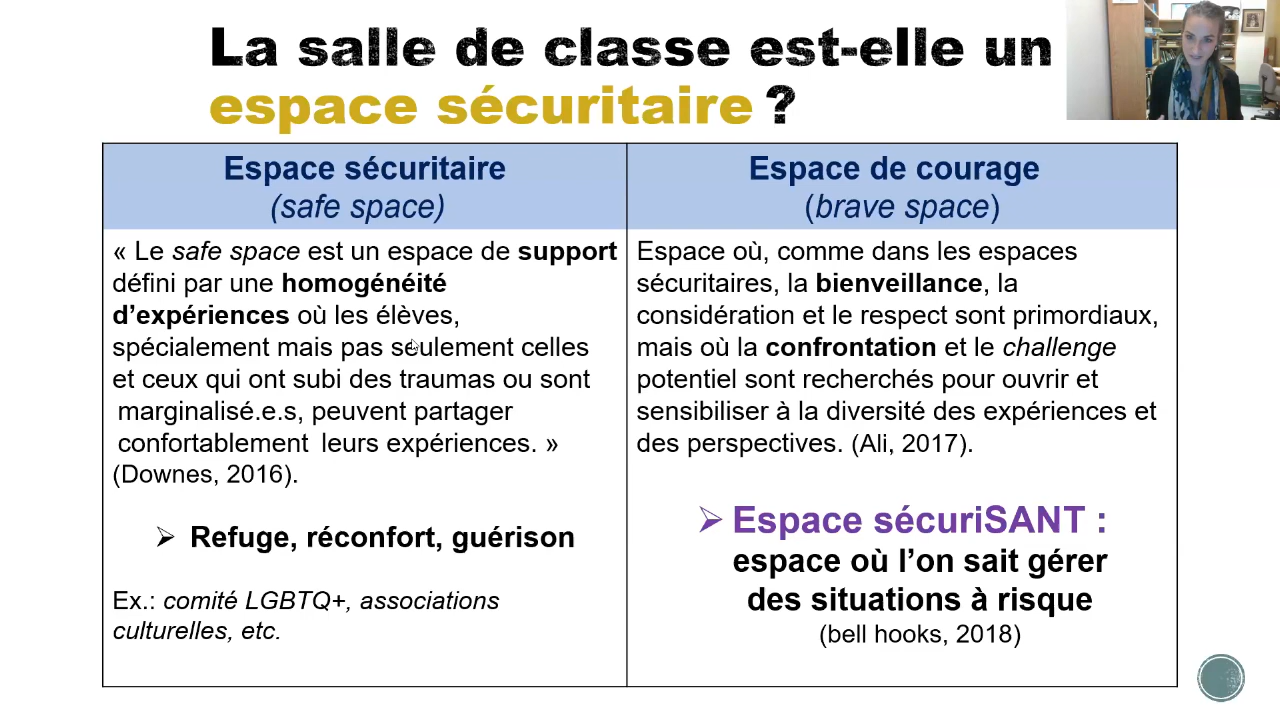 La salle de classe est-elle un
espace sécuritaire ?
Espace sécuritaire
(safe space)
« Le safe space est un espace de support
défini par une homogénéité
d’expériences où les élèves,
spécialement mais pas seulement celles
et ceux qui ont subi des traumas ou sont
marginalisé.e.s, peuvent partager
confortablement leurs expériences. »
(Downes, 2016).
➢ Refuge, réconfort, guérison
Ex.: comité LGBTQ+, associations
culturelles, etc.
Espace de courage
(brave space)
Espace où, comme dans les espaces
sécuritaires, la bienveillance, la
considération et le respect sont primordiaux,
mais où la confrontation et le challenge
potentiel sont recherchés pour ouvrir et
sensibiliser à la diversité des expériences et
des perspectives. (Ali, 2017).
➢ Espace sécuriSANT :
espace où l’on sait gérer
des situations à risque
(bell hooks, 2018)